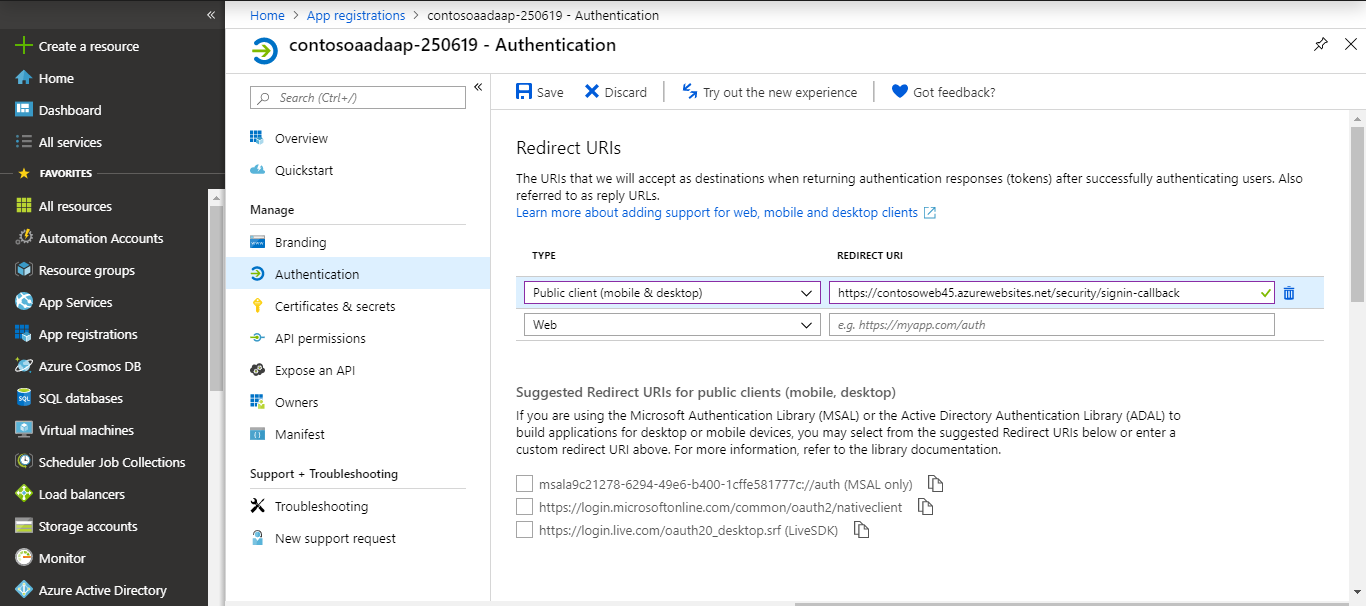 «
Create a resource
Home
Dashboard
All services
FAVORITES
All resources
Automation Accounts
Resource groups
App Services
App registrations
Azure Cosmos DB
SQL databases
Virtual machines
Scheduler Job Collections
Load balancers
Storage accounts
Monitor
Azure Active Directory
Home > App registrations > contosoaadaap-250619 - Authentication
contosoaadaap-250619 - Authentication
Search (Ctrl+/)
«
Overview
Quickstart
Manage
Branding
Authentication
Certificates & secrets
API permissions
Expose an API
Owners
Manifest
Support + Troubleshooting
Troubleshooting
New support request
Save Discard Try out the new experience Got feedback?
Redirect URIs
The URIs that we will accept as destinations when returning authentication responses (tokens) after successfully authenticating users. Also
referred to as reply URLs.
Learn more about adding support for web, mobile and desktop clients
TYPE REDIRECT URI
Public client (mobile & desktop) https://contosoweb45.azurewebsites.net/security/signin-callback
Web e.g. https://myapp.com/auth
Suggested Redirect URIs for public clients (mobile, desktop)
If you are using the Microsoft Authentication Library (MSAL) or the Active Directory Authentication Library (ADAL) to
build applications for desktop or mobile devices, you may select from the suggested Redirect URIs below or enter a
custom redirect URI above. For more information, refer to the library documentation.
msala9c21278-6294-49e6-b400-1cffe581777c://auth (MSAL only)
https://login.microsoftonline.com/common/oauth2/nativeclient
https://login.live.com/oauth20_desktop.srf (LiveSDK)